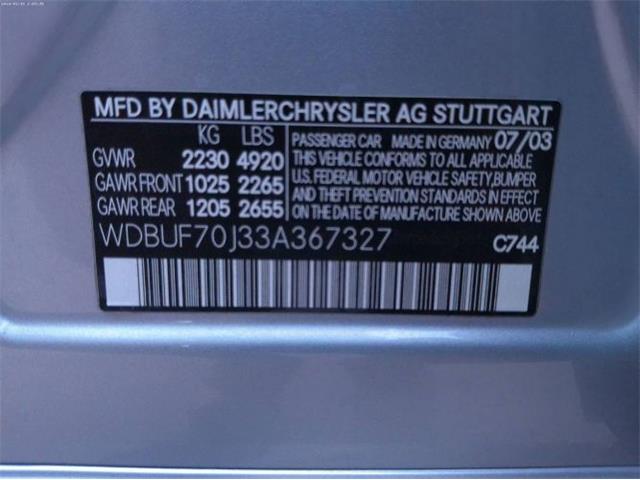 MFD BY DAIMLERCHRYSLER AG STUTTGART
KG LBS
GVWR 2230 4920
GAWR FRONT 1025 2265
GAWR REAR 1205 2655
PASSENGER CAR MADE IN GERMANY 07/03
THIS VEHICLE CONFORMS TO ALL APPLICABLE
U.S. FEDERAL MOTOR VEHICLE SAFETY, BUMPER
AND THEFT PREVENTION STANDARDS IN EFFECT
ON THE DATE OF MANUFACTURE SHOWN ABOVE.
WDBUF70J33A367327
C744